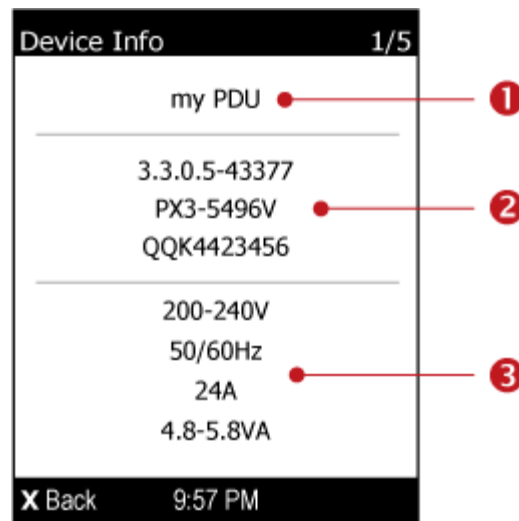 Device Info 1/5
my PDU
1
3.3.0.5-43377
PX3-5496V
2
QQK4423456
200-240V
50/60Hz
3
24A
4.8-5.8VA
X Back 9:57 PM